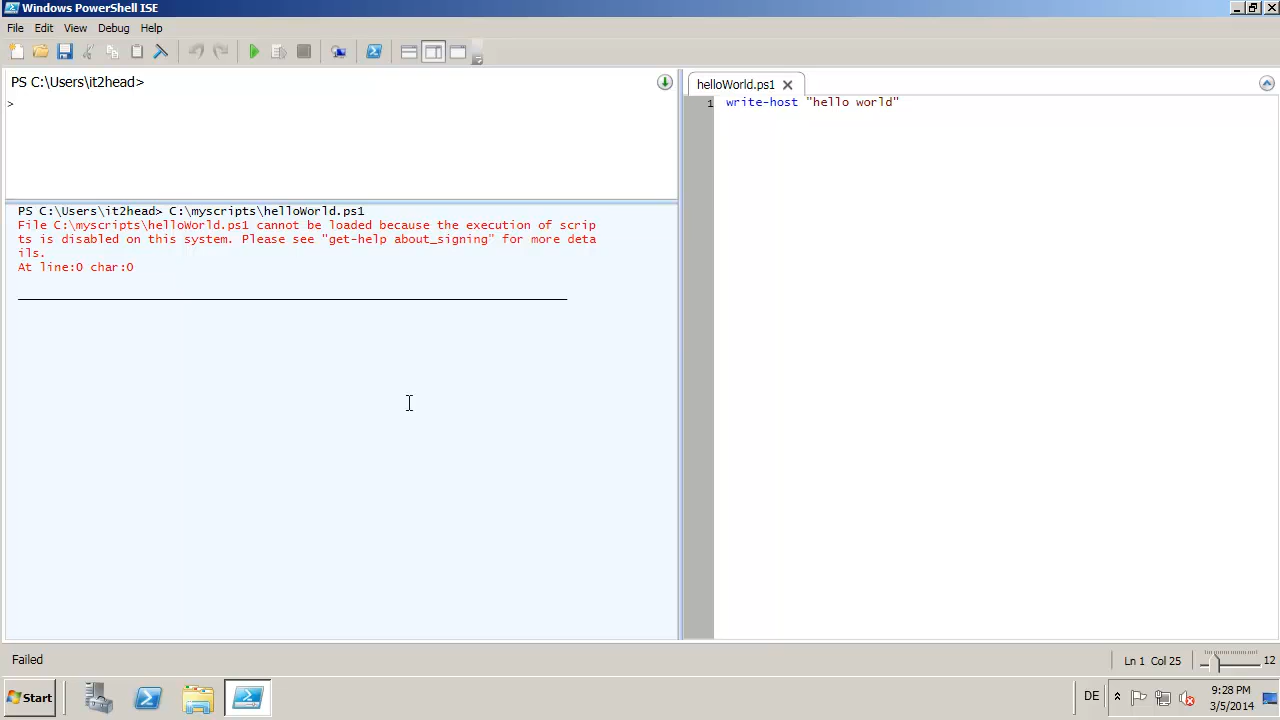 Windows PowerShell ISE
File Edit View Debug Help
PS C:\Users\it2head>
>
helloWorld.ps1
1 write-host "hello world"
PS C:\Users\it2head> C:\myscripts\helloWorld.ps1
File C:\myscripts\helloWorld.ps1 cannot be loaded because the execution of scrip
ts is disabled on this system. Please see "get-help about_signing" for more deta
ils.
At line:0 char:0
Failed
Ln 1 Col 25
12
Start
DE
9:28 PM
3/5/2014